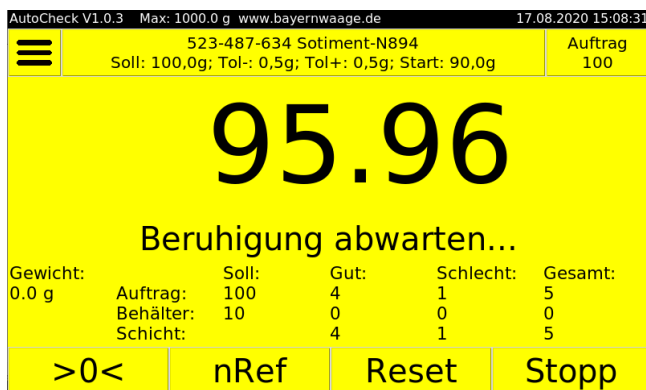 AutoCheck V1.0.3 Max: 1000.0 g www.bayernwaage.de 17.08.2020 15:08:31
523-487-634 Sotiment-N894
Soll: 100,0g; Tol-: 0,5g; Tol+: 0,5g; Start: 90,0g
Auftrag
100
95.96
Beruhigung abwarten...
Gewicht: Soll: Gut: Schlecht: Gesamt:
0.0 g Auftrag: 100 4 1 5
Behälter: 10 0 0 0
Schicht: 4 1 5
>0< nRef Reset Stopp